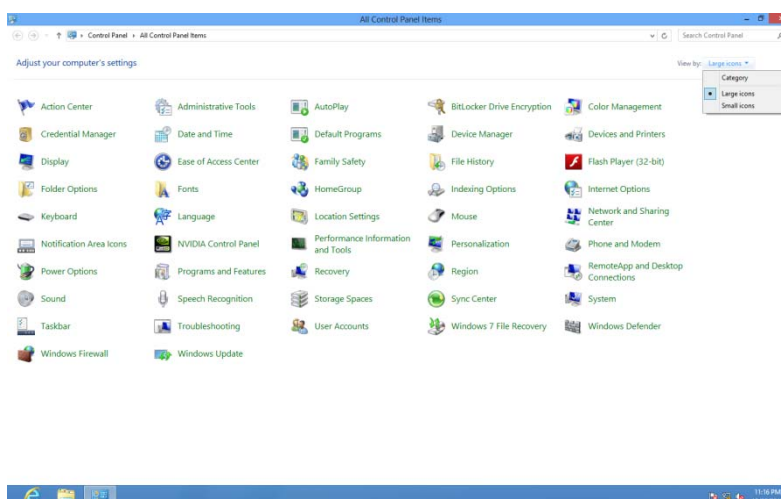 All Control Panel Items
Control Panel All Control Panel Items
Search Control Panel
Adjust your computer's settings
View by: Large icons
Category
Large icons
Small icons
Action Center Administrative Tools AutoPlay BitLocker Drive Encryption Color Management
Credential Manager Date and Time Default Programs Device Manager Devices and Printers
Display Ease of Access Center Family Safety File History Flash Player (32-bit)
Folder Options Fonts HomeGroup Indexing Options Internet Options
Keyboard Language Location Settings Mouse Network and Sharing Center
Notification Area Icons NVIDIA Control Panel Performance Information and Tools Personalization Phone and Modem
Power Options Programs and Features Recovery Region RemoteApp and Desktop Connections
Sound Speech Recognition Storage Spaces Sync Center System
Taskbar Troubleshooting User Accounts Windows 7 File Recovery Windows Defender
Windows Firewall Windows Update
11:16 PM